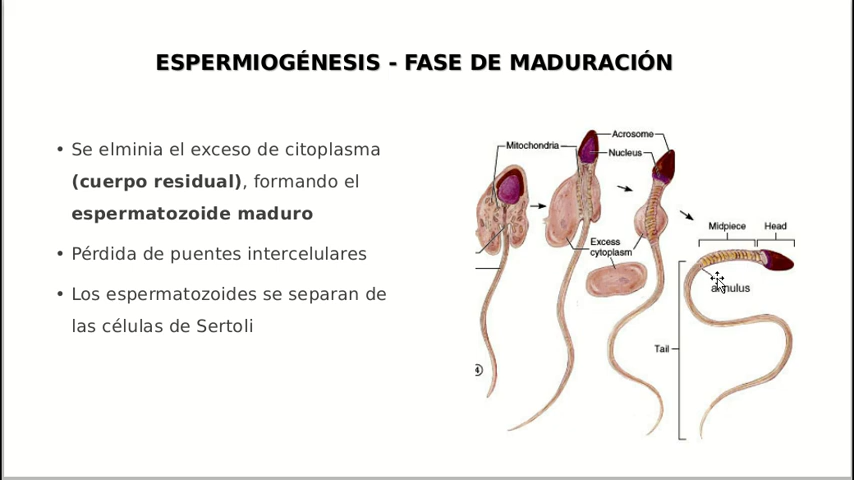 ESPERMIOGÉNESIS - FASE DE MADURACIÓN
• Se elminia el exceso de citoplasma
(cuerpo residual), formando el
espermatozoide maduro
• Pérdida de puentes intercelulares
• Los espermatozoides se separan de
las células de Sertoli
Acrosome
Mitochondria
Nucleus
Excess
cytoplasm
Midpiece
Head
Tail